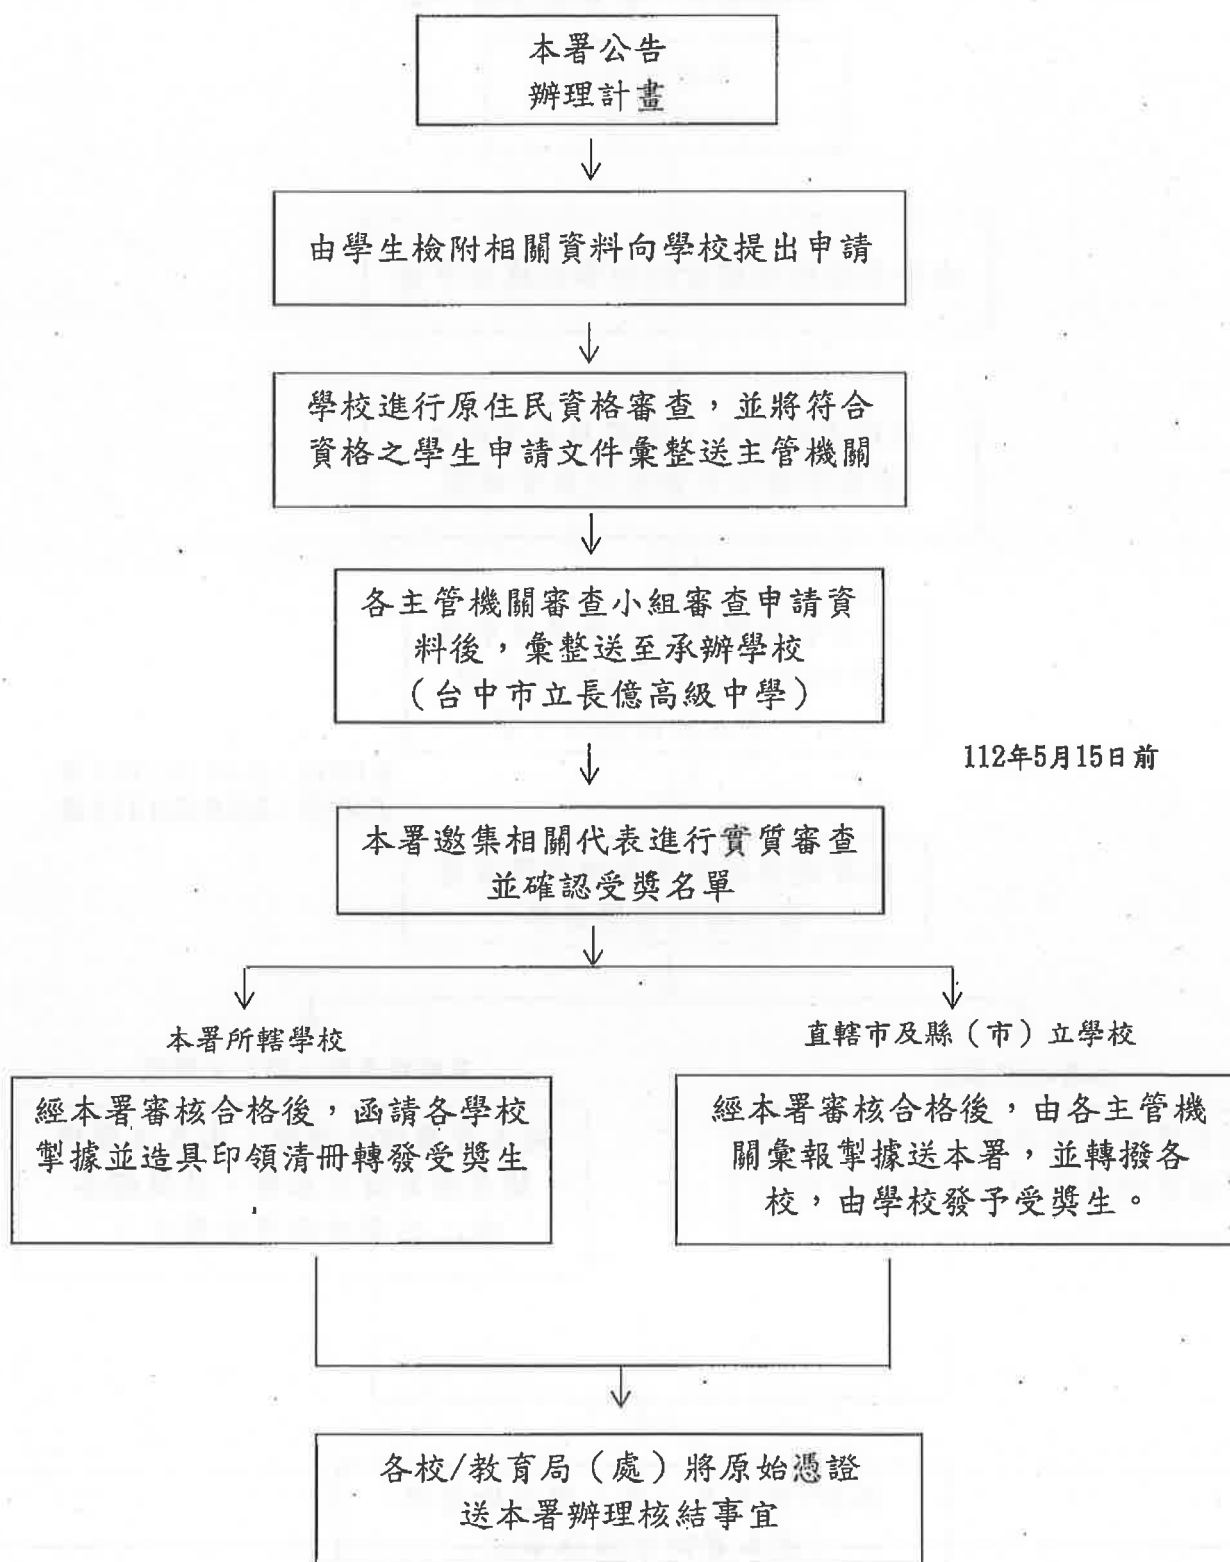 本署公告
辦理計畫
由學生檢附相關資料向學校提出申請
學校進行原住民資格審查，並將符合
資格之學生申請文件彙整送主管機關
各主管機關審查小組審查申請資
料後，彙整送至承辦學校
（台中市立長億高級中學）
112年5月15日前
本署邀集相關代表進行實質審查
並確認受獎名單
本署所轄學校
經本署審核合格後，函請各學校
掣據並造具印領清冊轉發受獎生
直轄市及縣（市）立學校
經本署審核合格後，由各主管機
關彙報掣據送本署，並轉撥各
校，由學校發予受獎生。
各校/教育局（處）將原始憑證
送本署辦理核結事宜